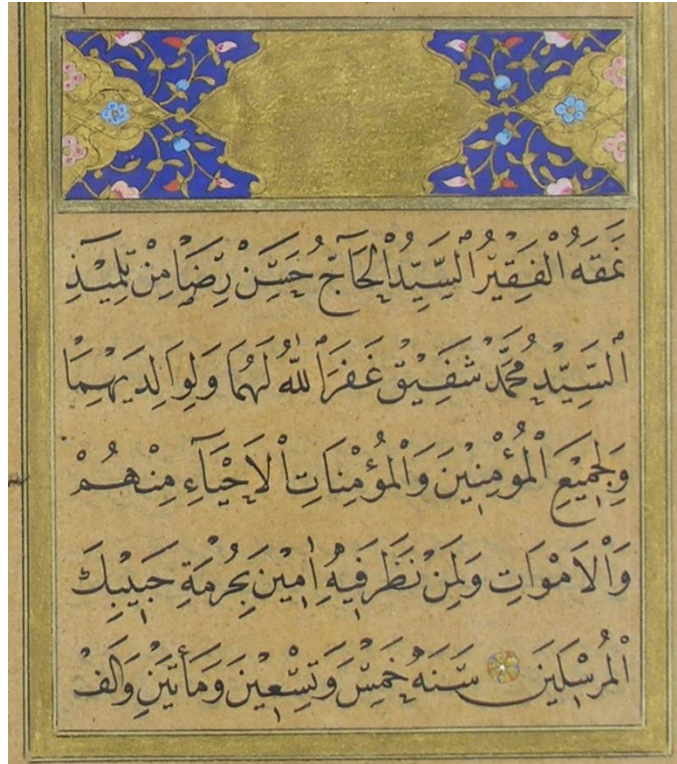 نمقه الفقير السيد الحاج حسن رضا من تلميذ
السيد محمد شفيق غفر الله لهما ولوالديهما
ولجميع المؤمنين والمؤمنات الاحياء منهم
والاموات ولمن نظر فيه امين بحرمة حبيبك
المرسلين سنه خمس وتسعين ومأتين والف